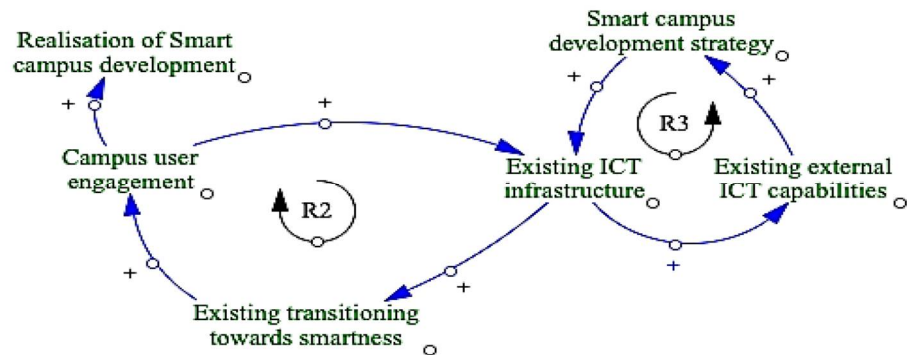 Realisation of Smart
campus development
Smart campus
development strategy
+
+
+
+
R3
Campus user
engagement
Existing ICT
infrastructure
Existing external
ICT capabilities
R2
+
+
+
Existing transitioning
towards smartness